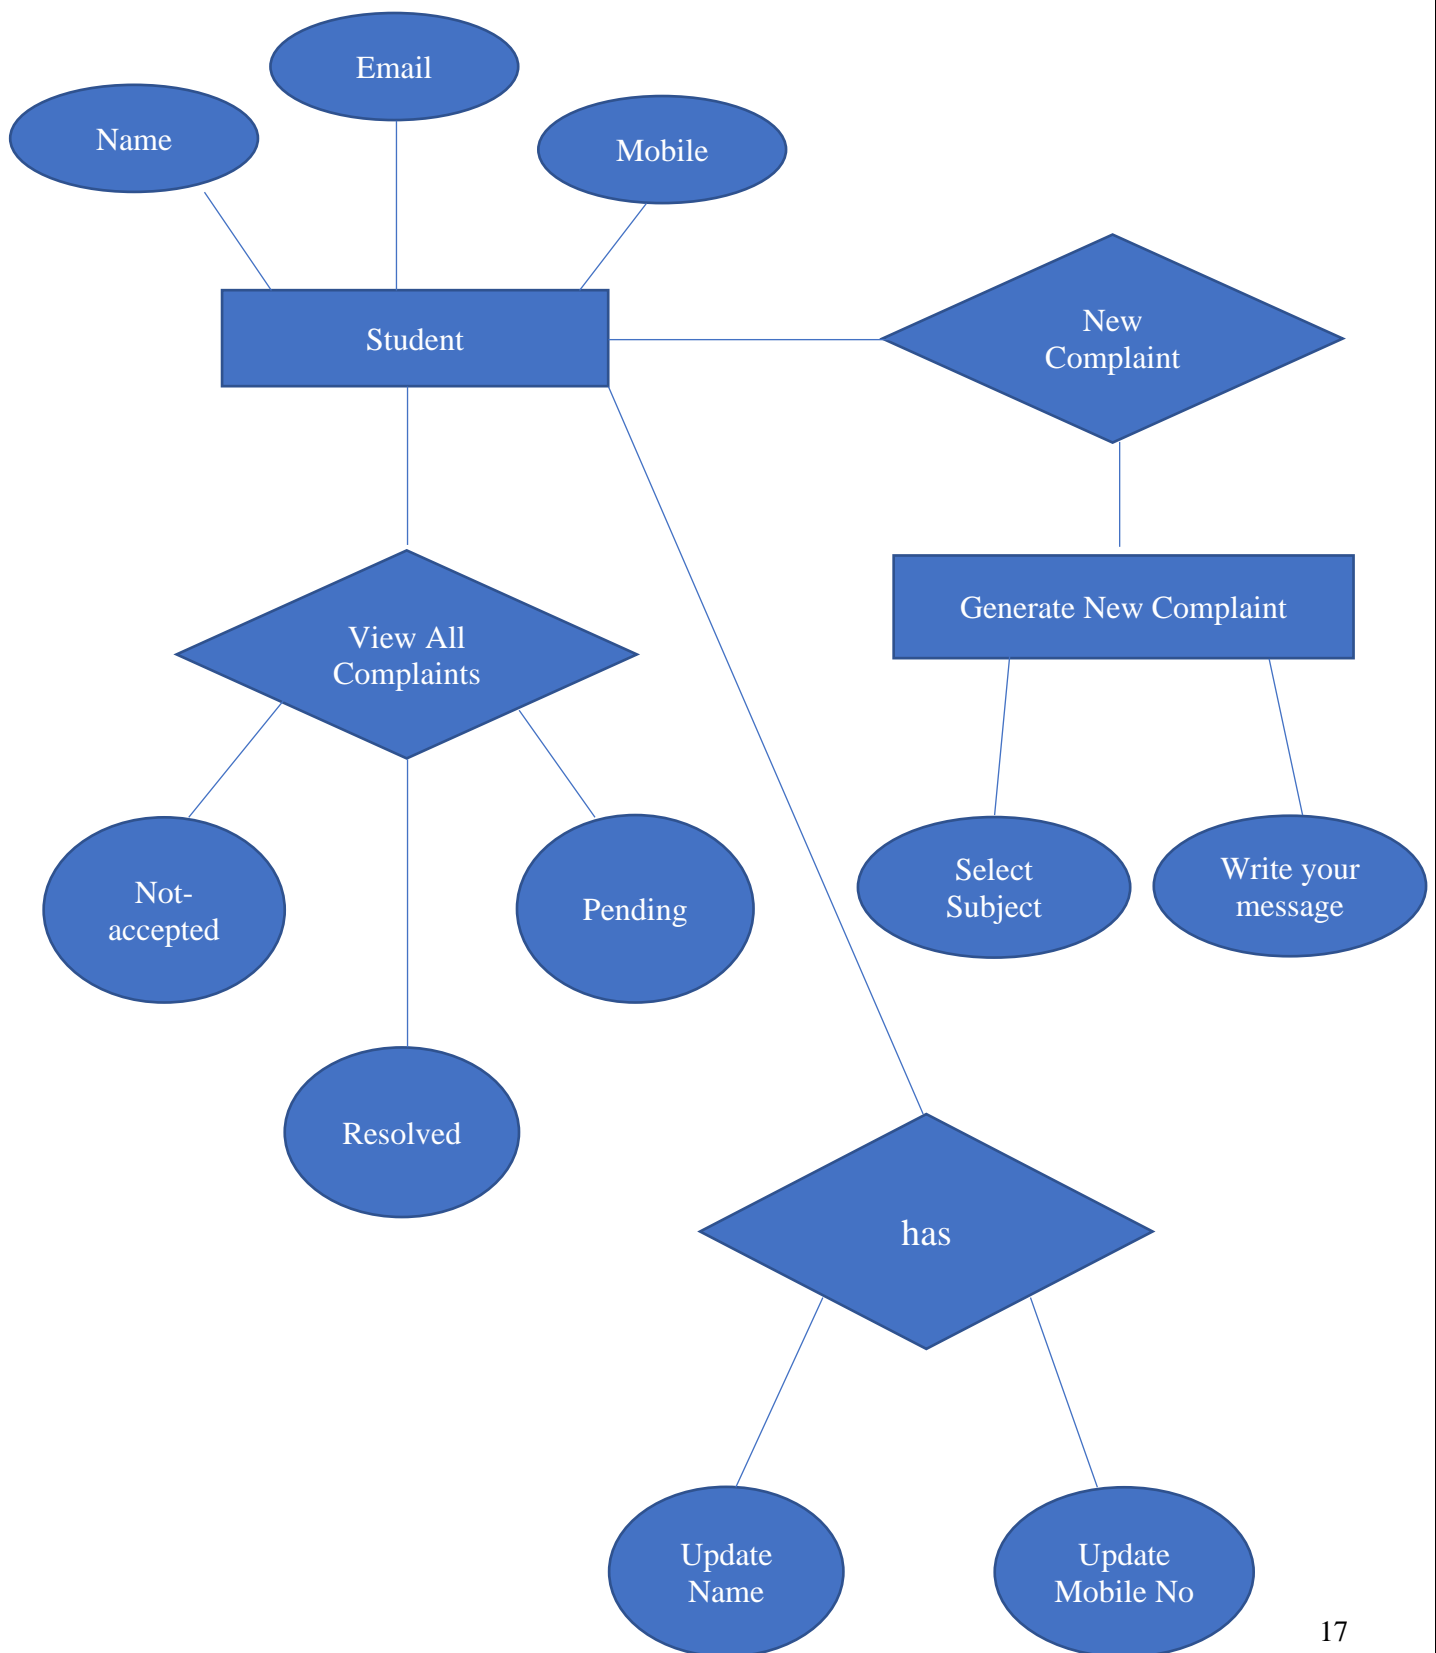 Email
Name
Mobile
Student
New
Complaint
View All
Complaints
Generate New Complaint
Not-
accepted
Pending
Select
Subject
Write your
message
Resolved
has
Update
Name
Update
Mobile No
17